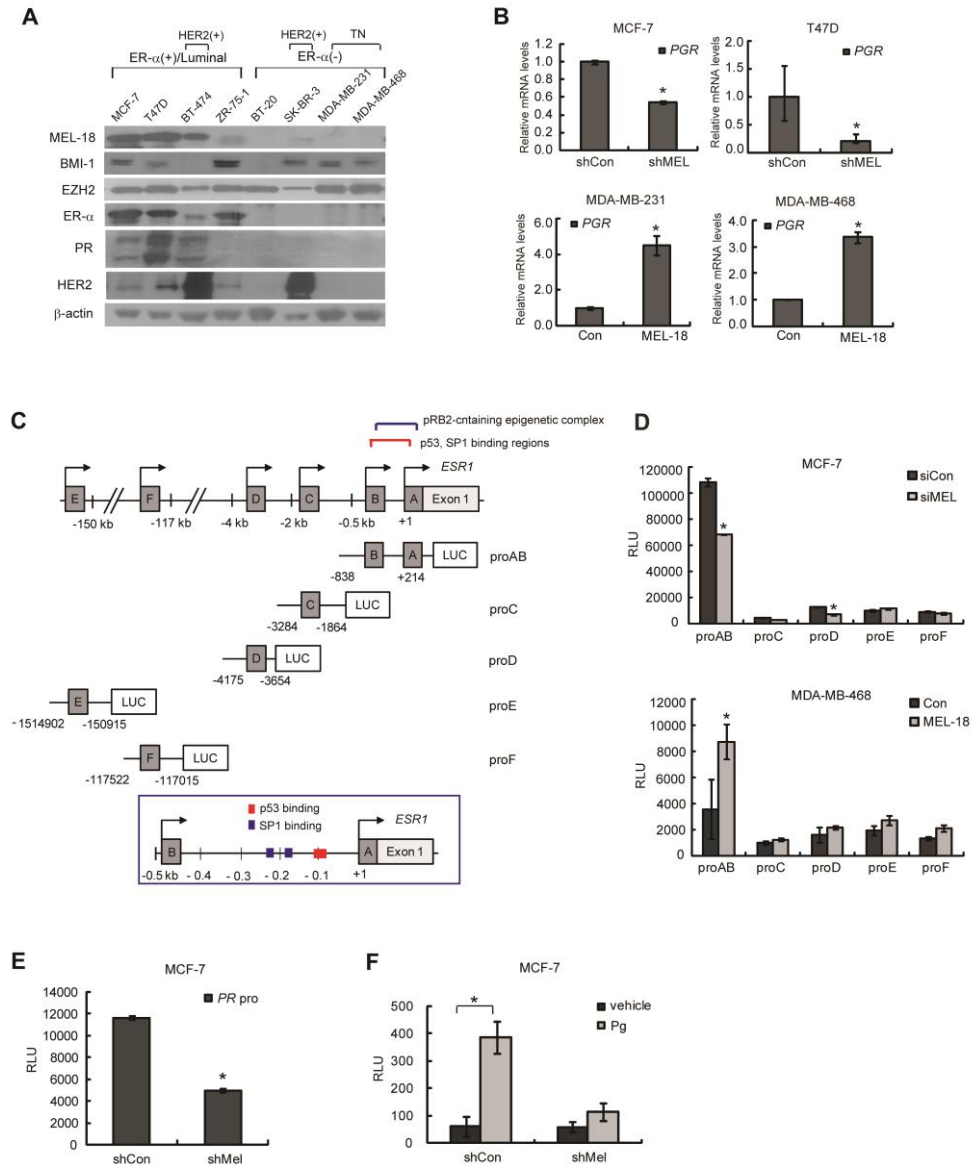 A
HER2(+)
HER2(+)
TN
ER-α(+)/Luminal
ER-α(-)
MCF-7
T47D
BT-474
ZR-75-1
BT-20
SK-BR-3
MDA-MB-231
MDA-MB-468
MEL-18
BMI-1
EZH2
ER-α
PR
HER2
β-actin
B
MCF-7
Relative mRNA levels
1.2
1.0
0.8
0.6
0.4
0.2
0.0
PGR
*
shCon
shMEL
T47D
Relative mRNA levels
2.0
1.5
1.0
0.5
0.0
PGR
*
shCon
shMEL
MDA-MB-231
Relative mRNA levels
6.0
4.0
2.0
0.0
PGR
*
Con
MEL-18
MDA-MB-468
Relative mRNA levels
4.0
3.0
2.0
1.0
0.0
PGR
*
Con
MEL-18
C
pRB2-cntaining epigenetic complex
p53, SP1 binding regions
ESR1
E
F
D
C
B
A
Exon 1
-150 kb
-117 kb
-4 kb
-2 kb
-0.5 kb
+1
B
A
LUC
proAB
-838
+214
C
LUC
proC
-3284
-1864
D
LUC
proD
-4175
-3654
E
LUC
proE
-1514902
-150915
F
LUC
proF
-117522
-117015
p53 binding
SP1 binding
ESR1
B
A
Exon 1
-0.5 kb
- 0.4
- 0.3
- 0.2
- 0.1
+1
D
MCF-7
RLU
120000
100000
80000
60000
40000
20000
0
siCon
siMEL
*
*
proAB
proC
proD
proE
proF
MDA-MB-468
RLU
12000
10000
8000
6000
4000
2000
0
Con
MEL-18
*
proAB
proC
proD
proE
proF
E
MCF-7
RLU
14000
12000
10000
8000
6000
4000
2000
0
PR pro
*
shCon
shMel
F
MCF-7
RLU
500
400
300
200
100
0
vehicle
Pg
*
shCon
shMel